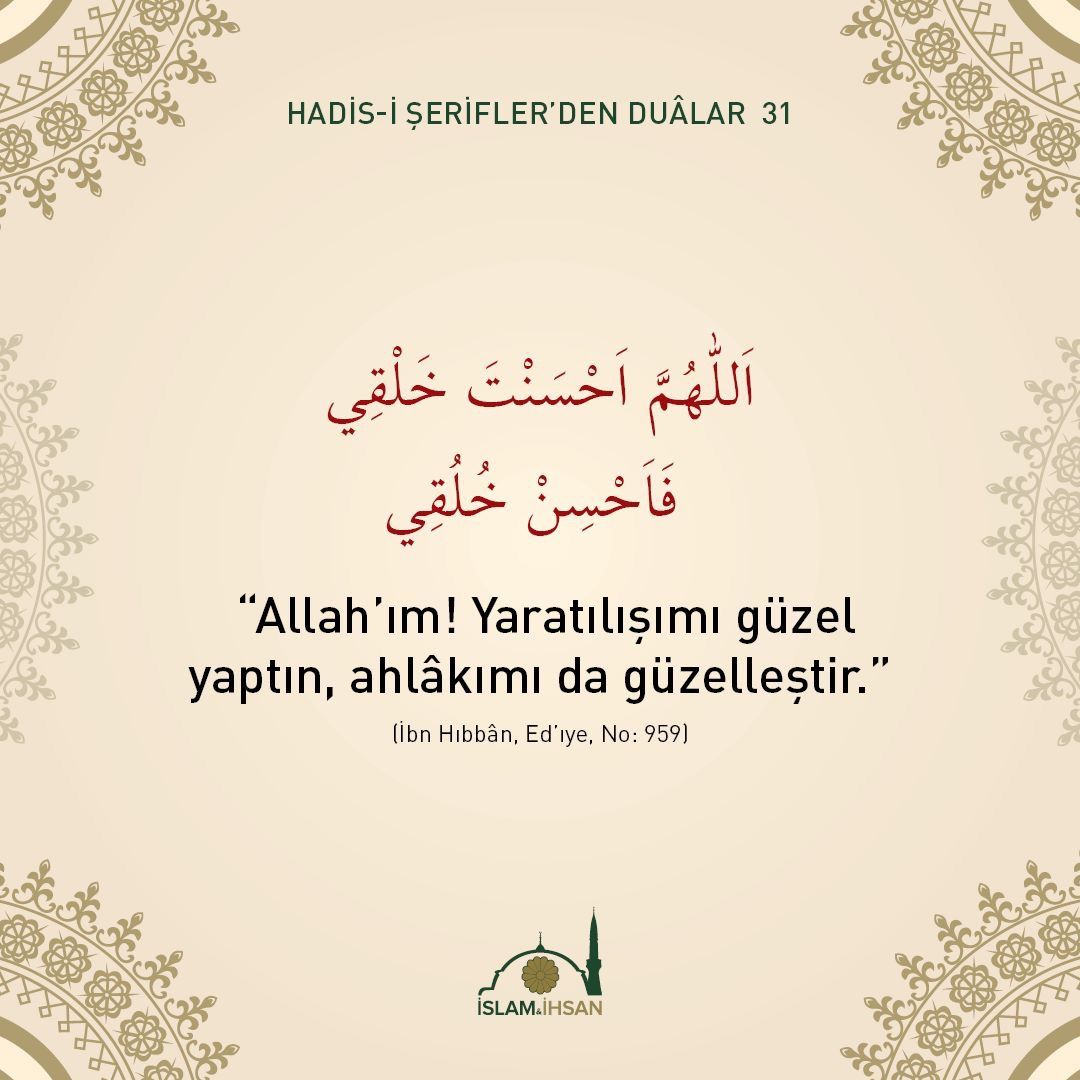 HADİS-İ ŞERİFLER’DEN DUÂLAR 31
اَللّٰهُمَّ اَحْسَنْتَ خَلْقِي
فَاَحْسِنْ خُلُقِي
“Allah’ım! Yaratılışımı güzel
yaptın, ahlâkımı da güzelleştir.”
(İbn Hıbbân, Ed’ıye, No: 959)
İSLAM&İHSAN